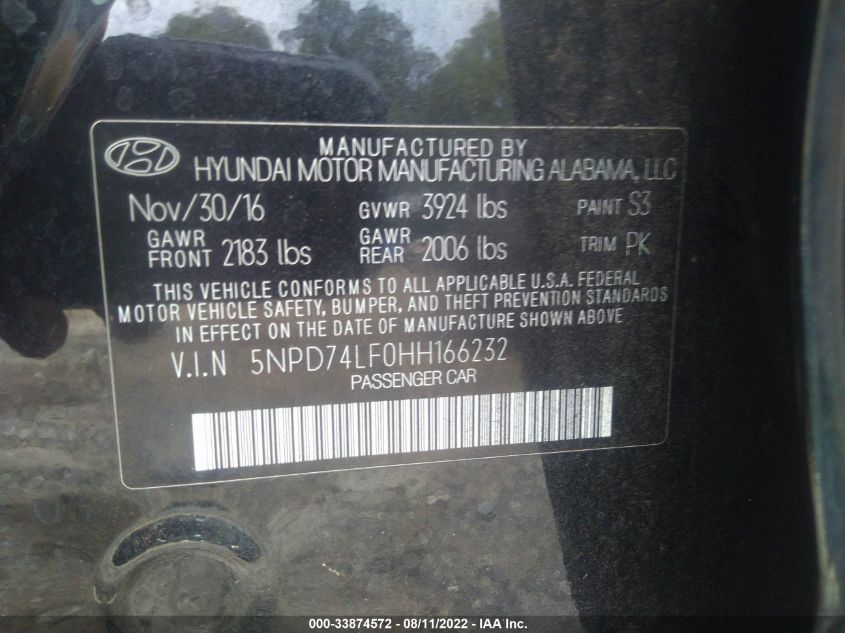 MANUFACTURED BY
HYUNDAI MOTOR MANUFACTURING ALABAMA, LLC
Nov/30/16 GVWR 3924 lbs PAINT S3
GAWR FRONT 2183 lbs GAWR REAR 2006 lbs TRIM PK
THIS VEHICLE CONFORMS TO ALL APPLICABLE U.S.A. FEDERAL
MOTOR VEHICLE SAFETY, BUMPER, AND THEFT PREVENTION STANDARDS
IN EFFECT ON THE DATE OF MANUFACTURE SHOWN ABOVE
V.I.N 5NPD74LF0HH166232
PASSENGER CAR
000-33874572 - 08/11/2022 - IAA Inc.